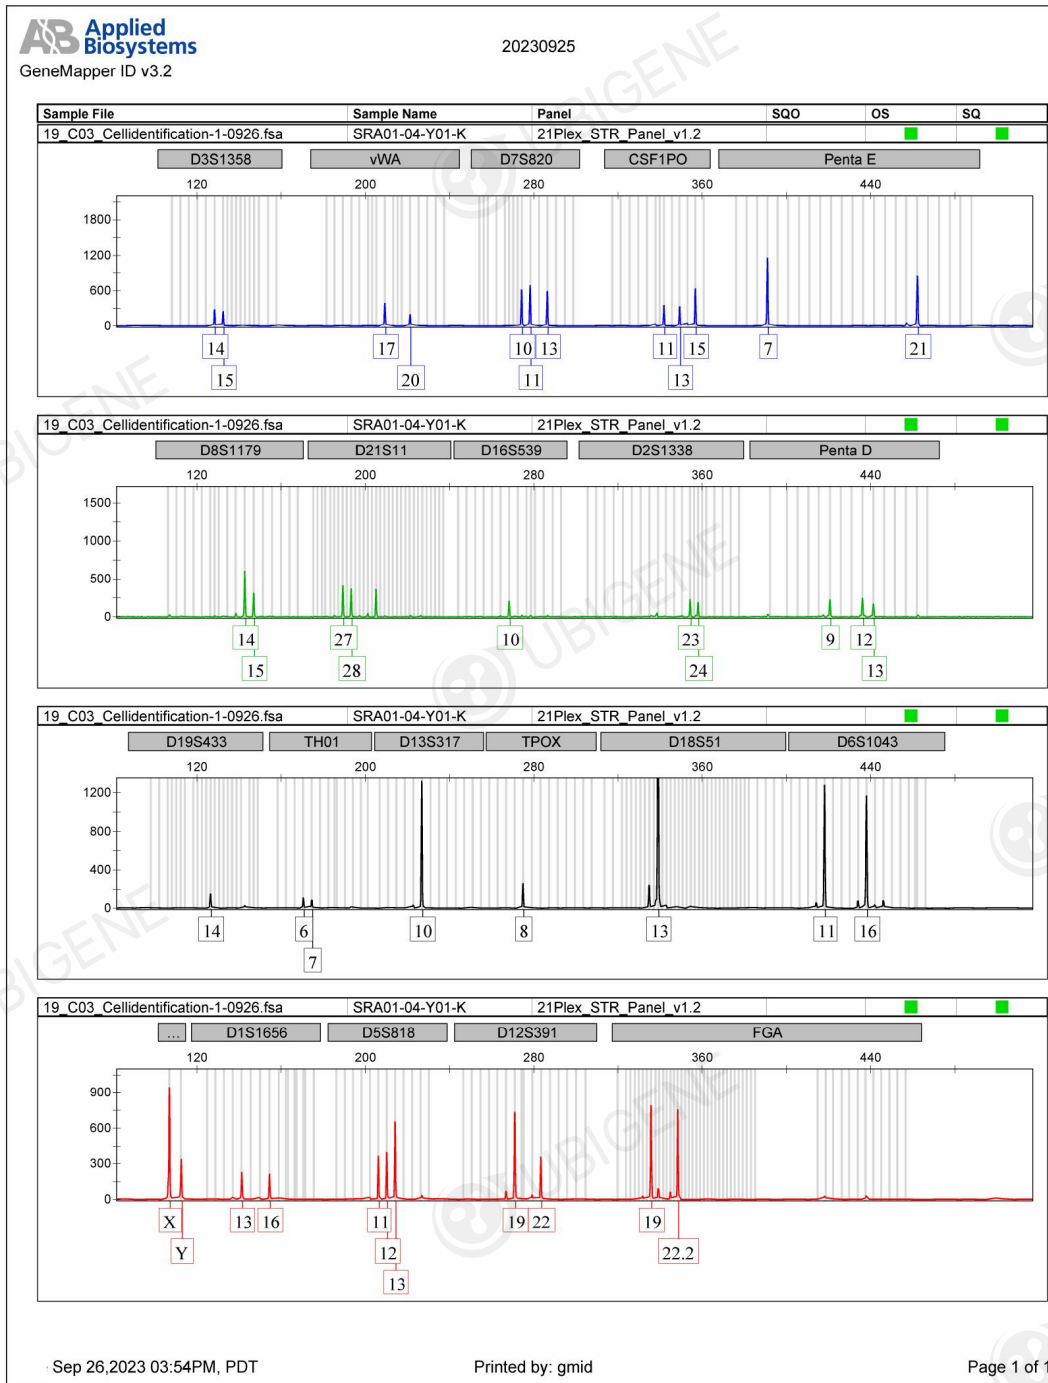 AB Applied
Biosystems
GeneMapper ID v3.2
20230925
Sample File Sample Name Panel SQO OS SQ
19_C03_Cellidentification-1-0926.fsa SRA01-04-Y01-K 21Plex_STR_Panel_v1.2
D3S1358 vWA D7S820 CSF1PO Penta E
120 200 280 360 440
1800
1200
600
0
14 17 10 13 11 15 7 21
15 20 11 13
19_C03_Cellidentification-1-0926.fsa SRA01-04-Y01-K 21Plex_STR_Panel_v1.2
D8S1179 D21S11 D16S539 D2S1338 Penta D
120 200 280 360 440
1500
1000
500
0
14 27 10 23 9 12
15 28 24 13
19_C03_Cellidentification-1-0926.fsa SRA01-04-Y01-K 21Plex_STR_Panel_v1.2
D19S433 TH01 D13S317 TPOX D18S51 D6S1043
120 200 280 360 440
1200
800
400
0
14 6 10 8 13 11 16
7
19_C03_Cellidentification-1-0926.fsa SRA01-04-Y01-K 21Plex_STR_Panel_v1.2
... D1S1656 D5S818 D12S391 FGA
120 200 280 360 440
900
600
300
0
X 13 16 11 19 22 19
Y 12 22.2
13
Sep 26,2023 03:54PM, PDT Printed by: gmid Page 1 of 1
UBIGENE
UBIGENE
UBIGENE
UBIGENE
UBIGENE
UBIGENE